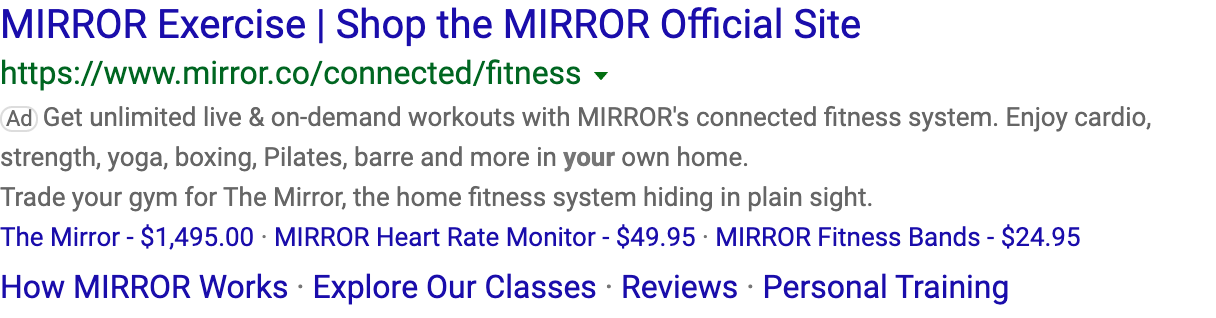 MIRROR Exercise | Shop the MIRROR Official Site
https://www.mirror.co/connected/fitness
Ad Get unlimited live & on-demand workouts with MIRROR's connected fitness system. Enjoy cardio,
strength, yoga, boxing, Pilates, barre and more in your own home.
Trade your gym for The Mirror, the home fitness system hiding in plain sight.
The Mirror - $1,495.00 · MIRROR Heart Rate Monitor - $49.95 · MIRROR Fitness Bands - $24.95
How MIRROR Works · Explore Our Classes · Reviews · Personal Training